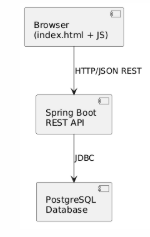 Browser
(index.html + JS)
HTTP/JSON REST
Spring Boot
REST API
JDBC
PostgreSQL
Database